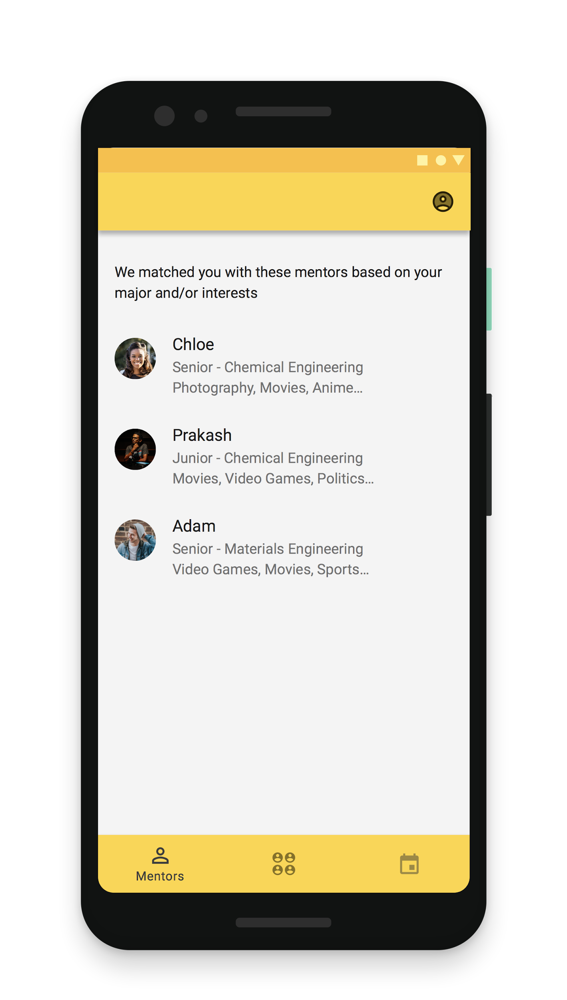 We matched you with these mentors based on your
major and/or interests
Chloe
Senior - Chemical Engineering
Photography, Movies, Anime...
Prakash
Junior - Chemical Engineering
Movies, Video Games, Politics...
Adam
Senior - Materials Engineering
Video Games, Movies, Sports...
Mentors